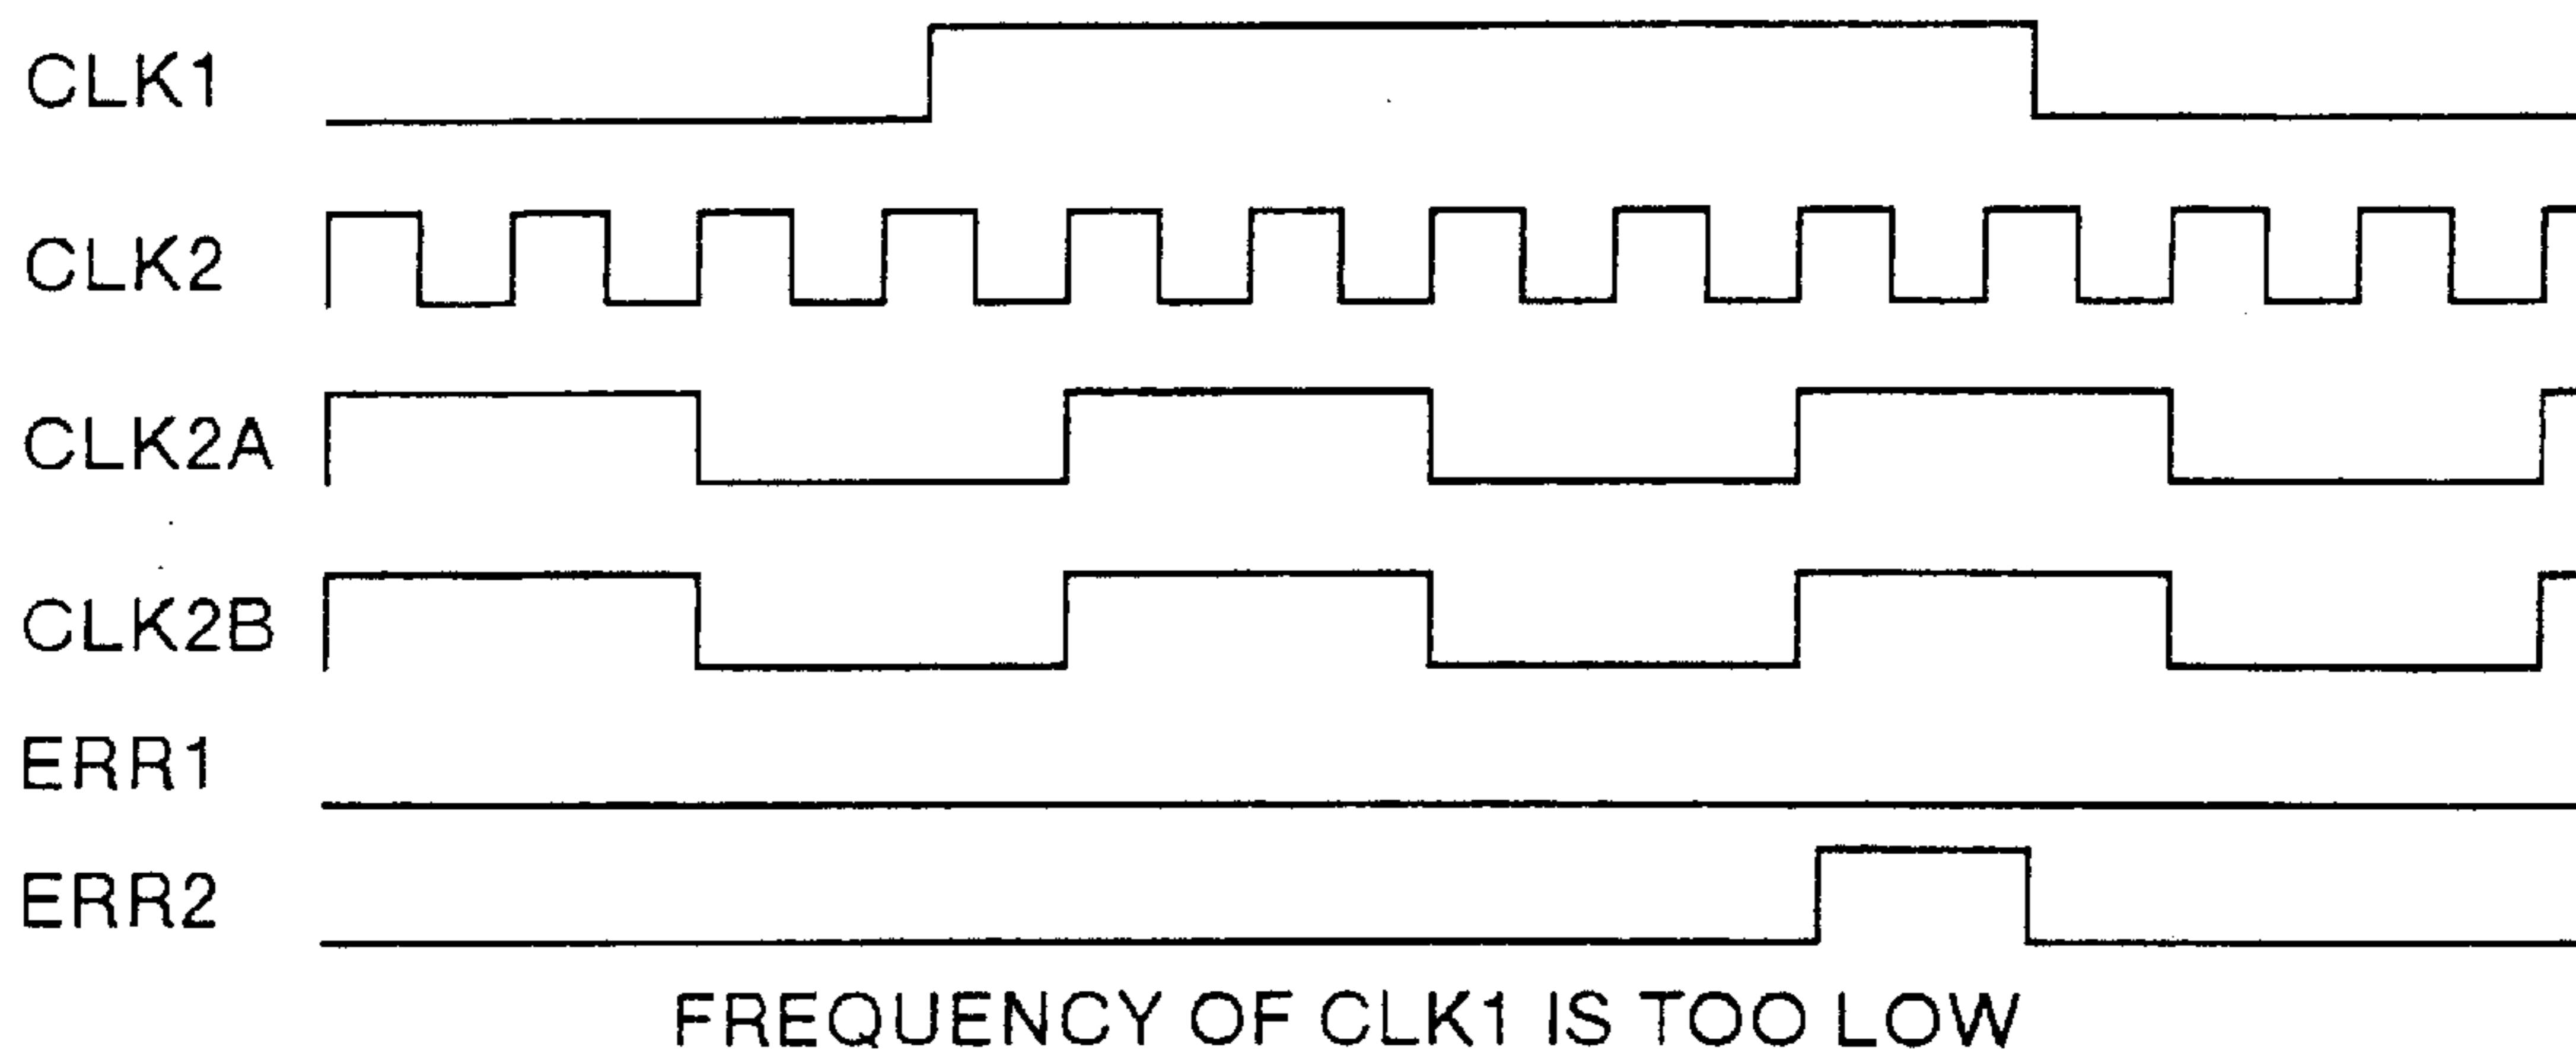 CLK1
CLK2
CLK2A
CLK2B
ERR1
ERR2
FREQUENCY OF CLK1 IS TOO LOW